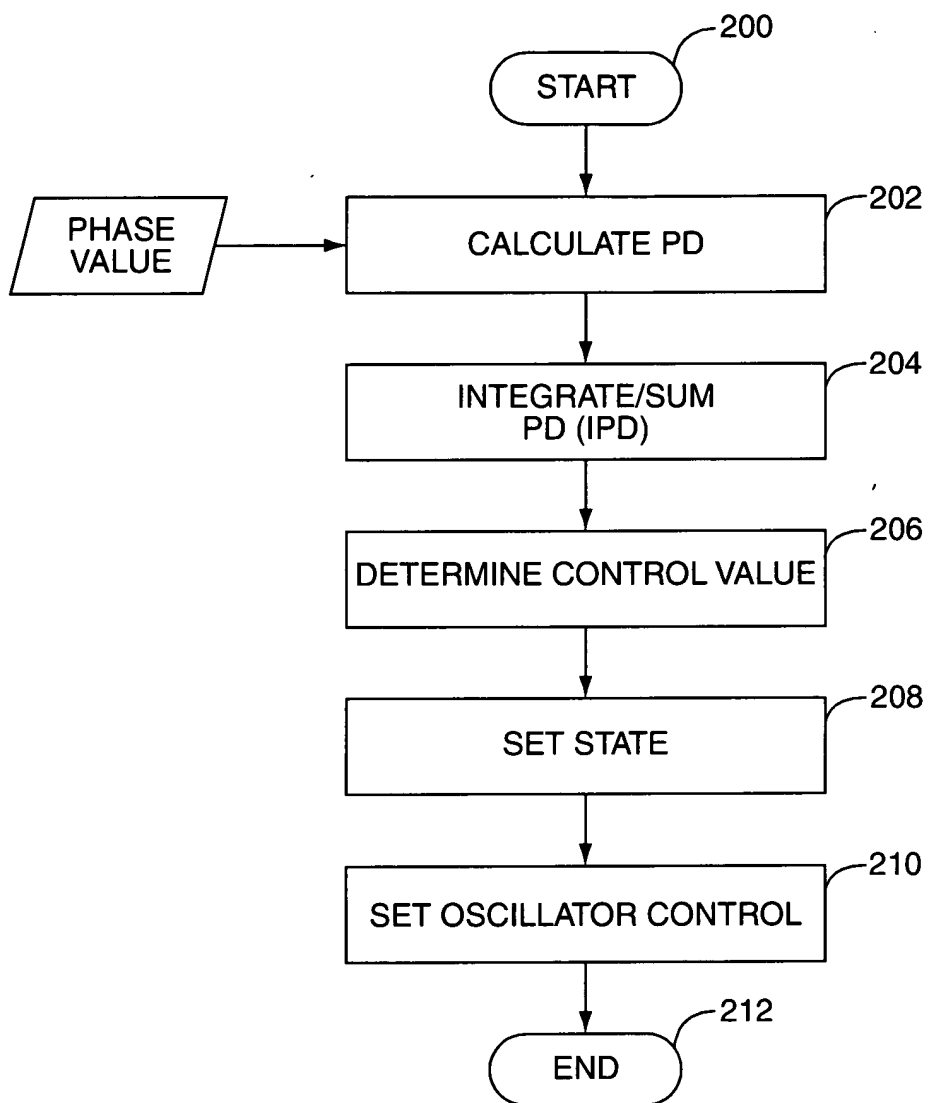 200
START
PHASE
VALUE
202
CALCULATE PD
204
INTEGRATE/SUM
PD (IPD)
206
DETERMINE CONTROL VALUE
208
SET STATE
210
SET OSCILLATOR CONTROL
212
END